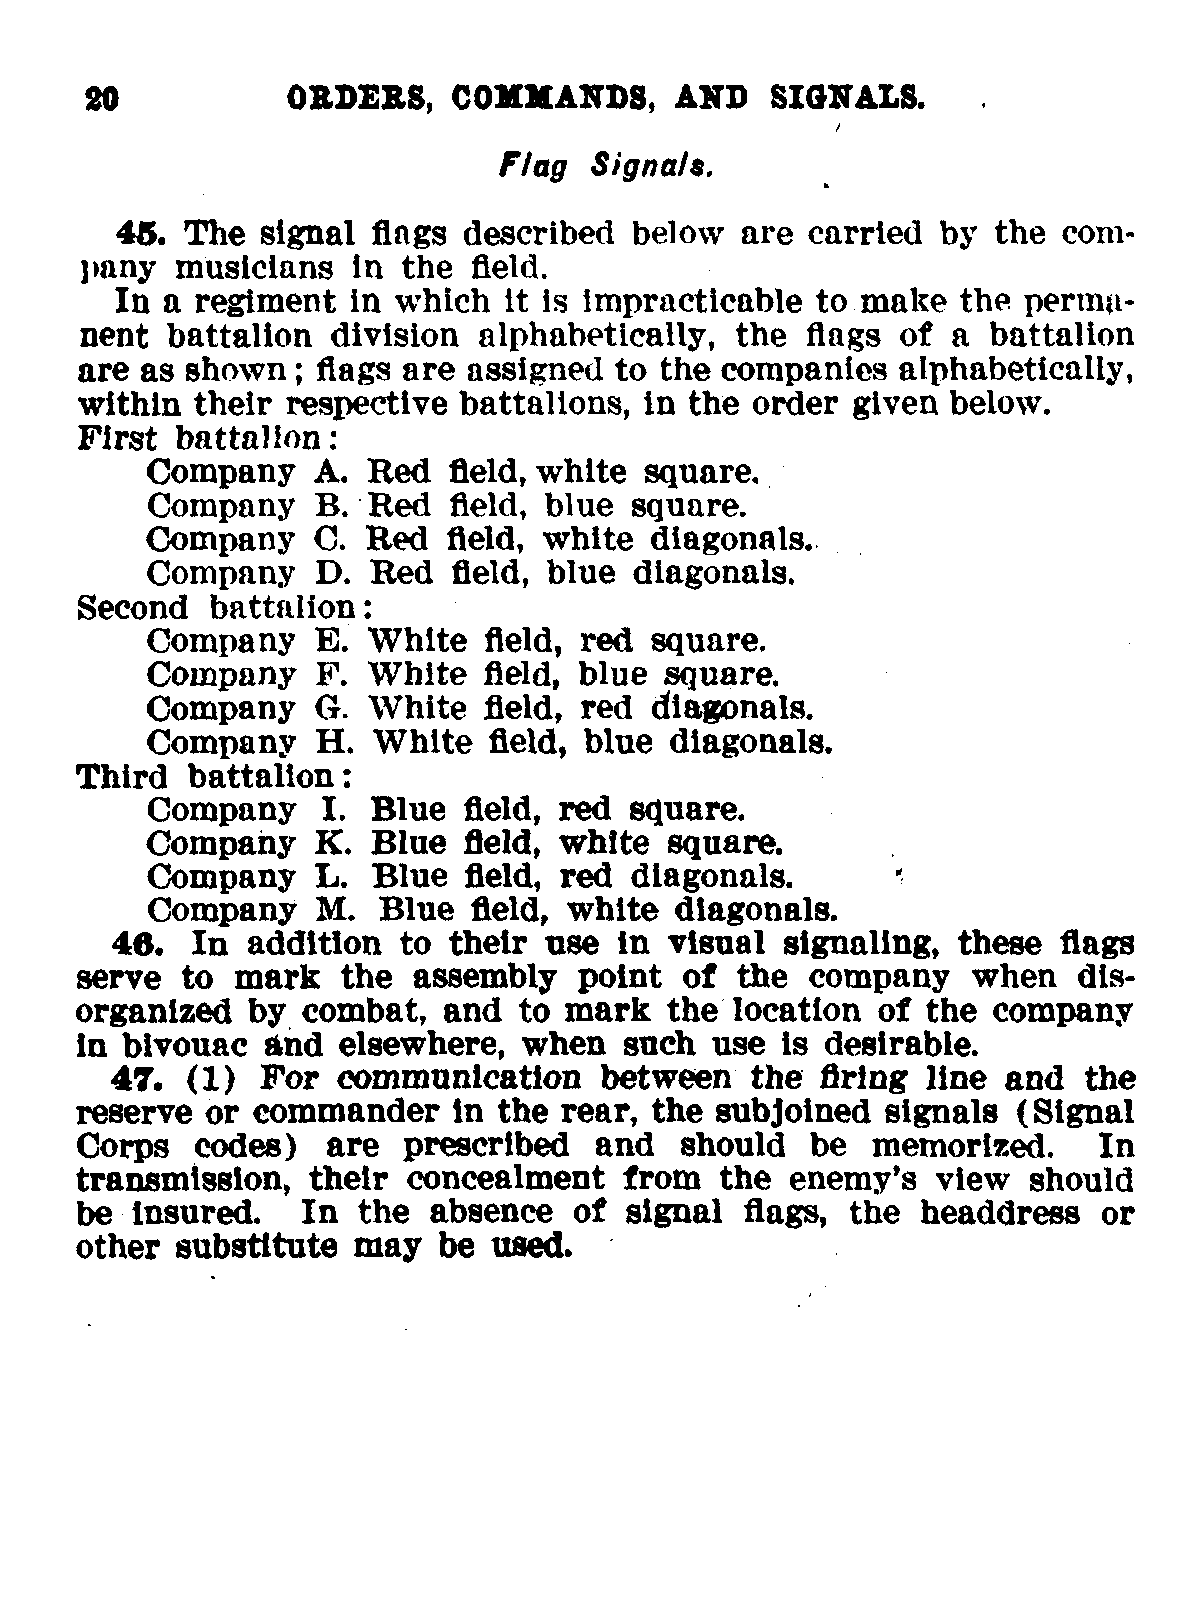 20 ORDERS, COMMANDS, AND SIGNALS.
Flag Signals.
45. The signal flags described below are carried by the com-
pany musicians in the field.
In a regiment in which it is impracticable to make the perma-
nent battalion division alphabetically, the flags of a battalion
are as shown; flags are assigned to the companies alphabetically,
within their respective battalions, in the order given below.
First battalion:
Company A. Red field, white square.
Company B. Red field, blue square.
Company C. Red field, white diagonals.
Company D. Red field, blue diagonals.
Second battalion:
Company E. White field, red square.
Company F. White field, blue square.
Company G. White field, red diagonals.
Company H. White field, blue diagonals.
Third battalion:
Company I. Blue field, red square.
Company K. Blue field, white square.
Company L. Blue field, red diagonals.
Company M. Blue field, white diagonals.
46. In addition to their use in visual signaling, these flags
serve to mark the assembly point of the company when dis-
organized by combat, and to mark the location of the company
in bivouac and elsewhere, when such use is desirable.
47. (1) For communication between the firing line and the
reserve or commander in the rear, the subjoined signals (Signal
Corps codes) are prescribed and should be memorized. In
transmission, their concealment from the enemy's view should
be insured. In the absence of signal flags, the headdress or
other substitute may be used.